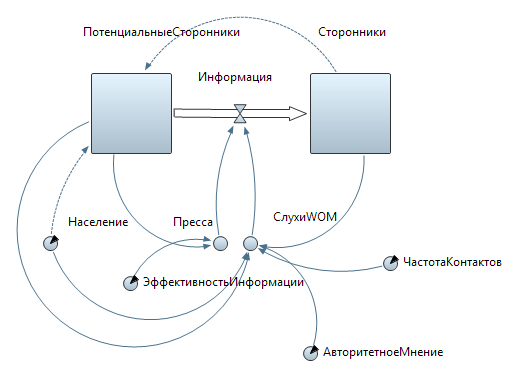 ПотенциальныеСторонники
Сторонники
Информация
Население
Пресса
СлухиWOM
ЭффективностьИнформации
ЧастотаКонтактов
АвторитетноеМнение